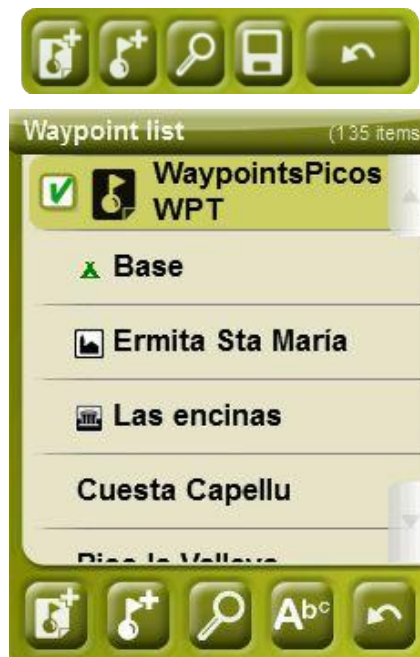 Waypoint list
(135 items
WaypointsPicos
WPT
Base
Ermita Sta María
Las encinas
Cuesta Capellu
Abc